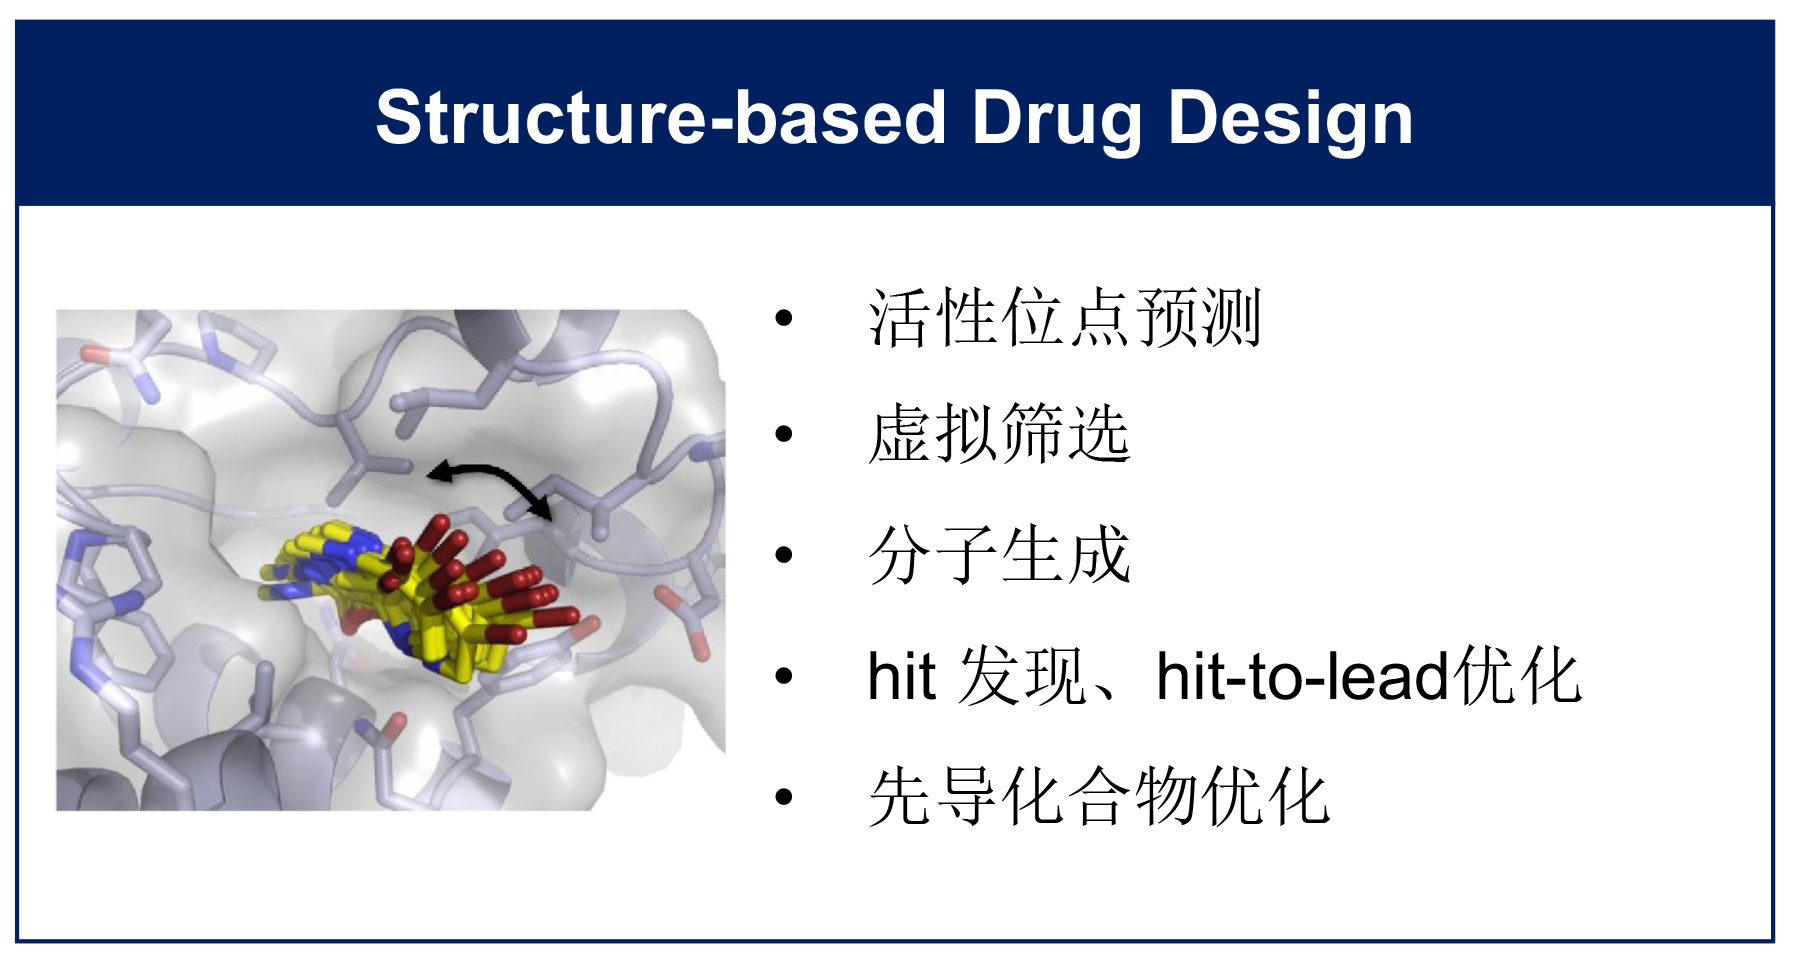 Structure-based Drug Design
• 活性位点预测
• 虚拟筛选
• 分子生成
• hit 发现、hit-to-lead优化
• 先导化合物优化